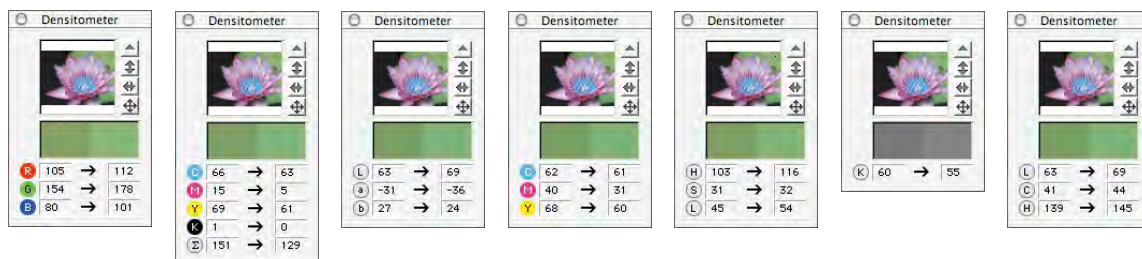 Densitometer
R 105 → 112
G 154 → 178
B 80 → 101
Densitometer
C 66 → 63
M 15 → 5
Y 69 → 61
K 1 → 0
Σ 151 → 129
Densitometer
L 63 → 69
a -31 → -36
b 27 → 24
Densitometer
C 62 → 61
M 40 → 31
Y 68 → 60
Densitometer
H 103 → 116
S 31 → 32
L 45 → 54
Densitometer
K 60 → 55
Densitometer
L 63 → 69
C 41 → 44
H 139 → 145